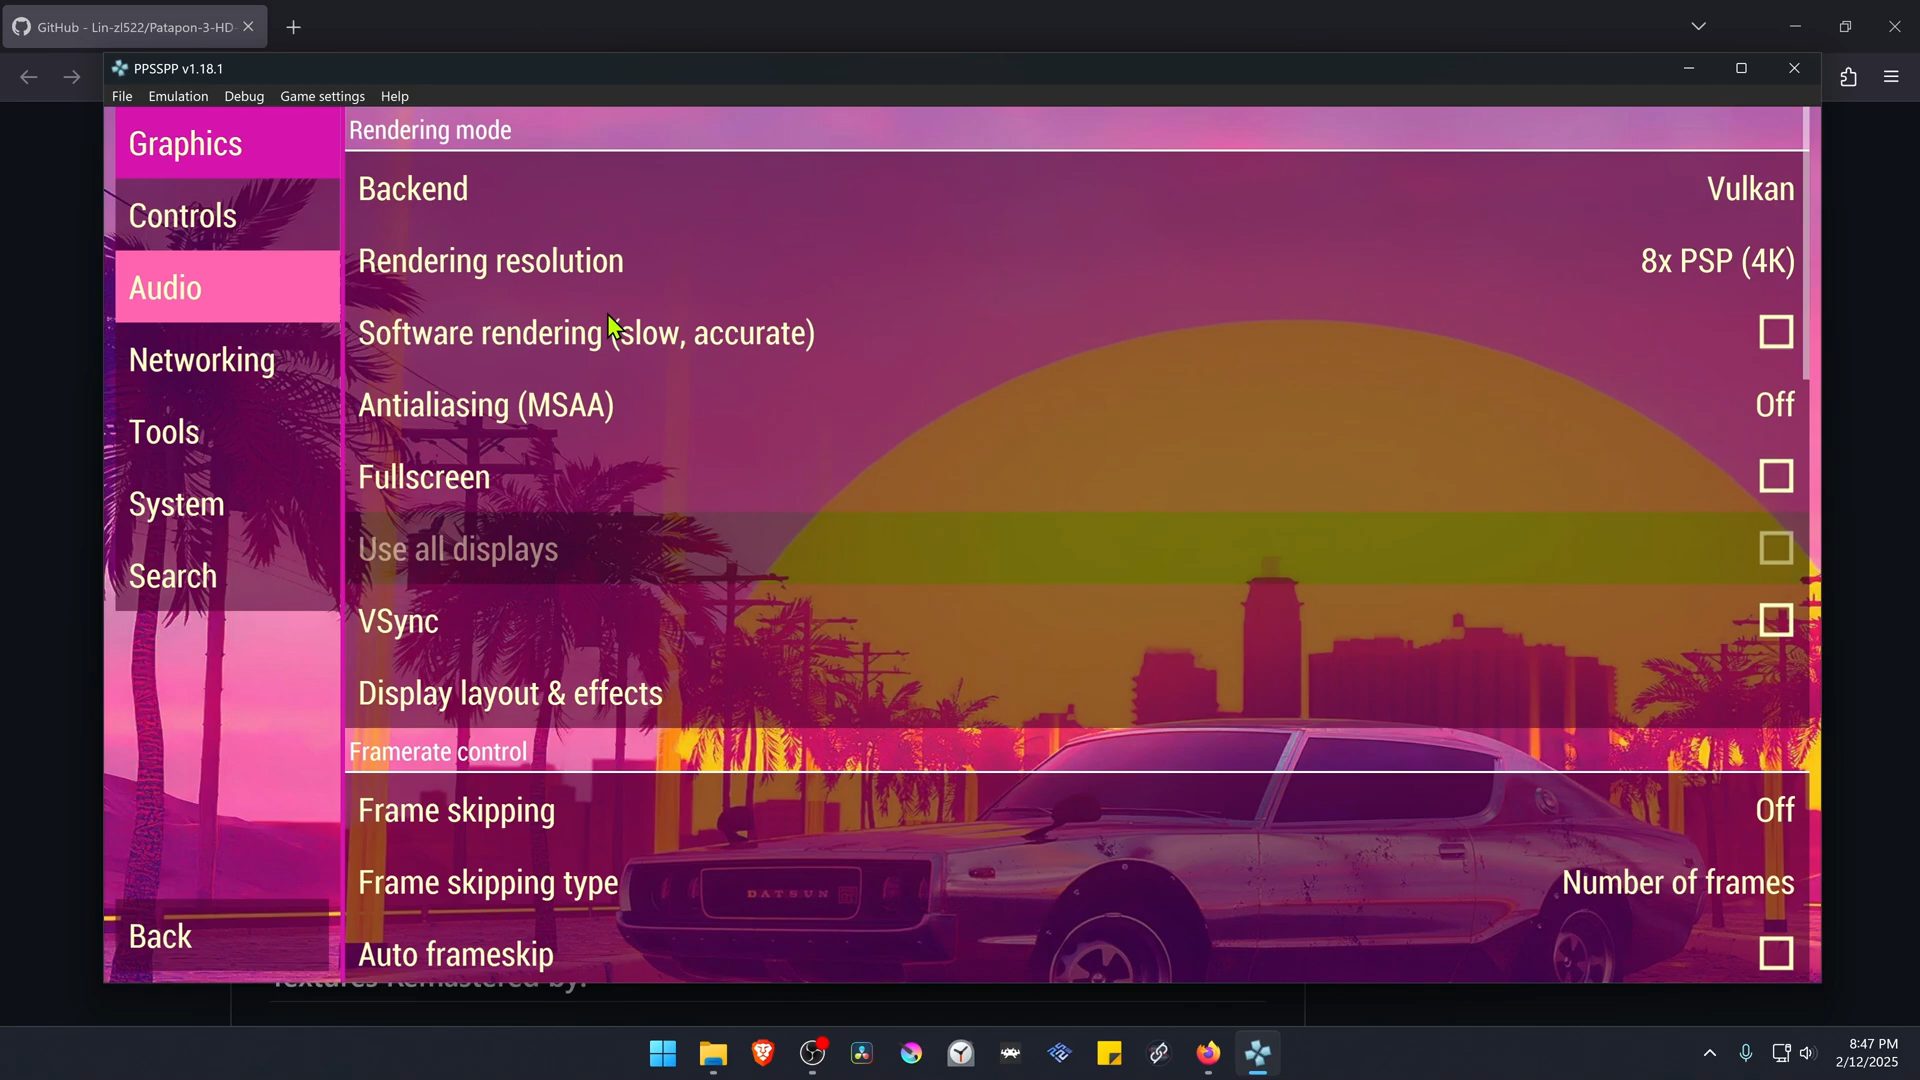 GitHub - Lin-zl522/Patapon-3-HD-
PPSSPP v1.18.1
File Emulation Debug Game settings Help
Graphics
Controls
Audio
Networking
Tools
System
Search
Back
Rendering mode
Backend Vulkan
Rendering resolution 8x PSP (4K)
Software rendering (slow, accurate)
Antialiasing (MSAA) Off
Fullscreen
Use all displays
VSync
Display layout & effects
Framerate control
Frame skipping Off
Frame skipping type Number of frames
Auto frameskip
DATSUN
Textures Remastered by:
8:47 PM
2/12/2025